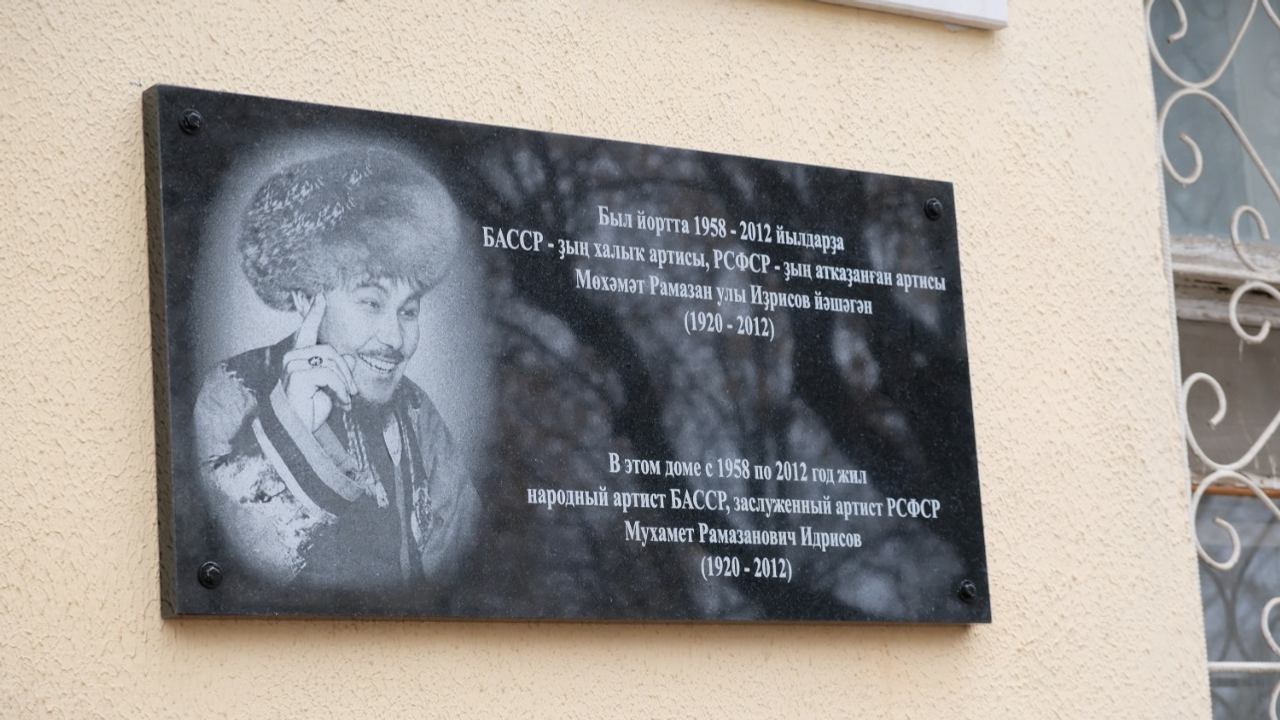 Был йортта 1958 - 2012 йылдарҙа
БАССР - ҙың халыҡ артисы, РСФСР - ҙың атҡаҙанған артисы
Мөхәмәт Рамазан улы Иҙрисов йәшәгән
(1920 - 2012)
В этом доме с 1958 по 2012 год жил
народный артист БАССР, заслуженный артист РСФСР
Мухамет Рамазанович Идрисов
(1920 - 2012)